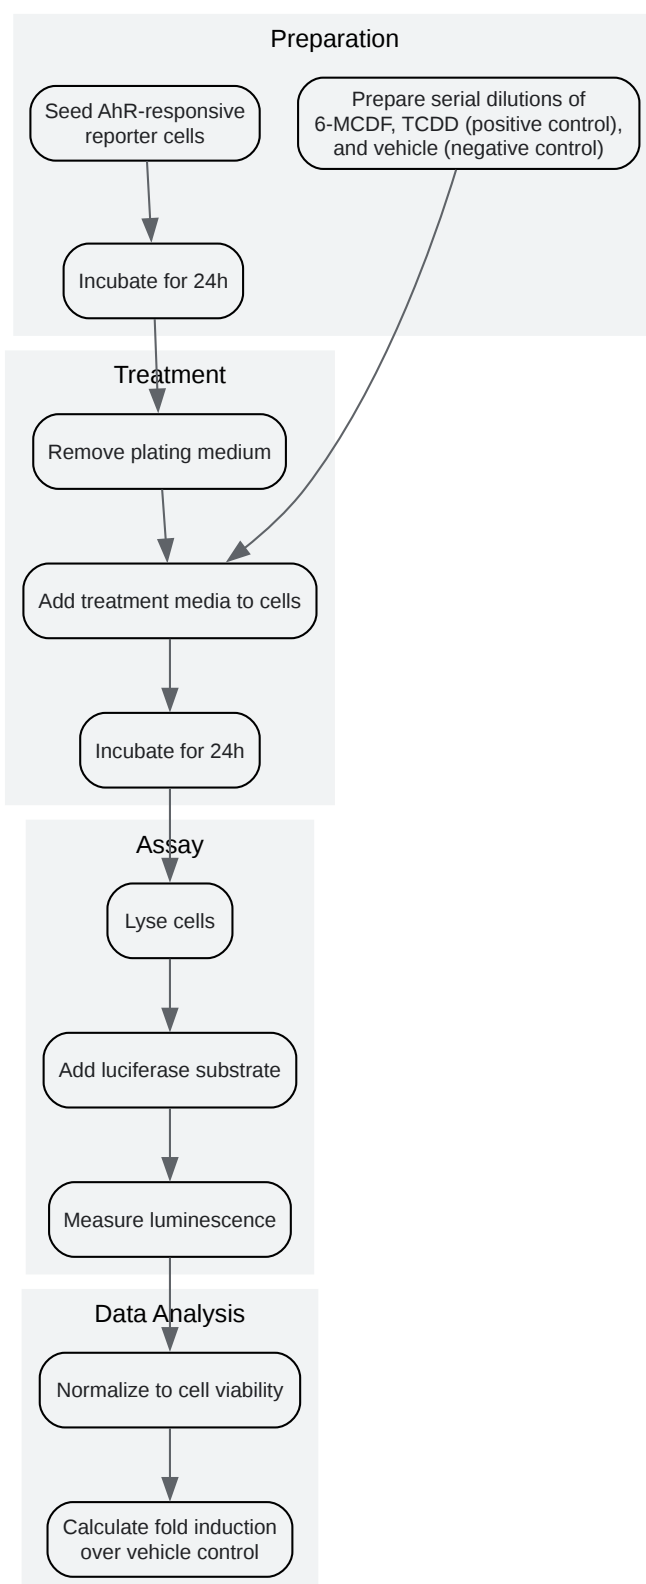 Preparation
Seed AhR-responsive
reporter cells
Prepare serial dilutions of
6-MCDF, TCDD (positive control),
and vehicle (negative control)
Incubate for 24h
Treatment
Remove plating medium
Add treatment media to cells
Incubate for 24h
Assay
Lyse cells
Add luciferase substrate
Measure luminescence
Data Analysis
Normalize to cell viability
Calculate fold induction
over vehicle control